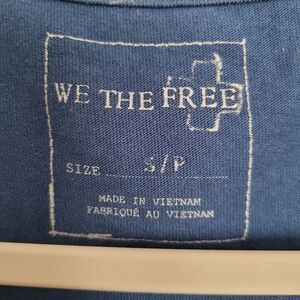 WE THE FREE
SIZE S/P
MADE IN VIETNAM
FABRIQUÉ AU VIETNAM